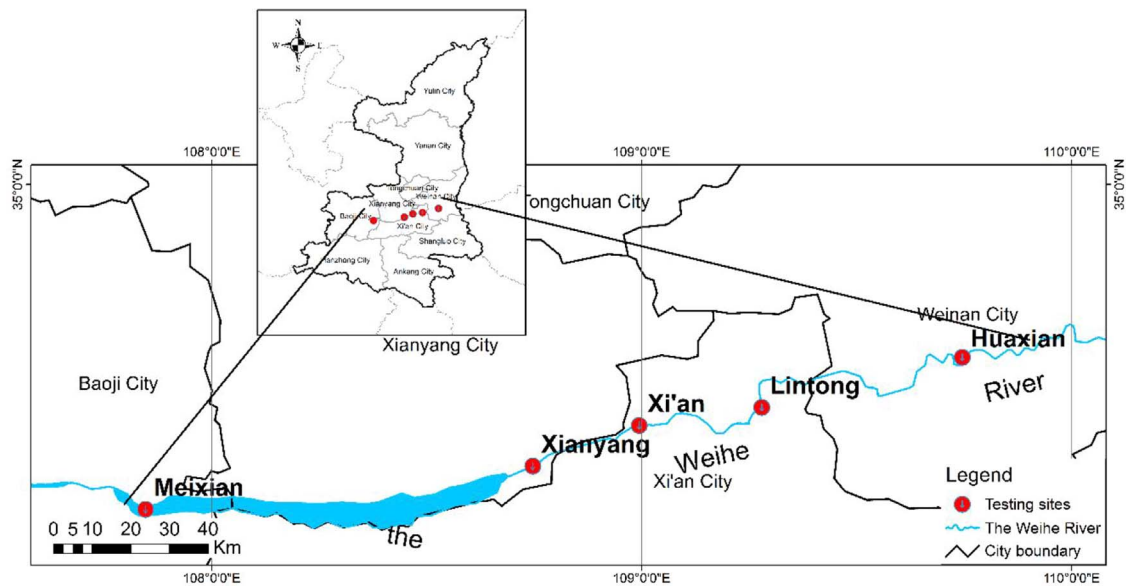 N
W
S
Yulin City
Yunan City
Tongchuan City
Weinan City
Xianyang City
Baoji City
Xi'an City
Shangluo City
Hanzhong City
Ankang City
108°0'0"E
109°0'0"E
110°0'0"E
35°0'0"N
35°0'0"N
Tongchuan City
Weinan City
Xianyang City
Baoji City
Huaxian
River
Lintong
Xi'an
Xianyang
Weihe
Xi'an City
Meixian
the
0 5 10 20 30 40
Km
Legend
Testing sites
The Weihe River
City boundary
108°0'0"E
109°0'0"E
110°0'0"E